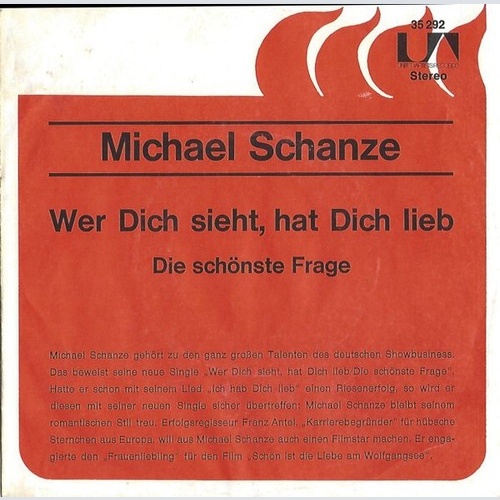 35 292
UA
UNITED ARTISTS RECORDS
Stereo
Michael Schanze
Wer Dich sieht, hat Dich lieb
Die schönste Frage
Michael Schanze gehört zu den ganz großen Talenten des deutschen Showbusiness.
Das beweist seine neue Single „Wer Dich sieht, hat Dich lieb/Die schönste Frage".
Hatte er schon mit seinem Lied „Ich hab Dich lieb" einen Riesenerfolg, so wird er
diesen mit seiner neuen Single sicher übertreffen: Michael Schanze bleibt seinem
romantischen Stil treu. Erfolgsregisseur Franz Antel, „Karrierebegründer" für hübsche
Sternchen aus Europa, will aus Michael Schanze auch einen Filmstar machen. Er enga-
gierte den „Frauenliebling" für den Film „Schön ist die Liebe am Wolfgangsee".